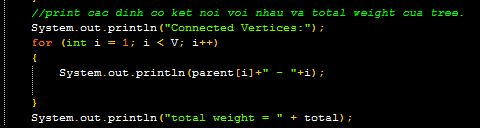 //print cac dinh co ket noi voi nhau va total weight cua tree.
System.out.println("Connected Vertices:");
for (int i = 1; i < V; i++)
{
System.out.println(parent[i]+" - "+i);
}
System.out.println("total weight = " + total);